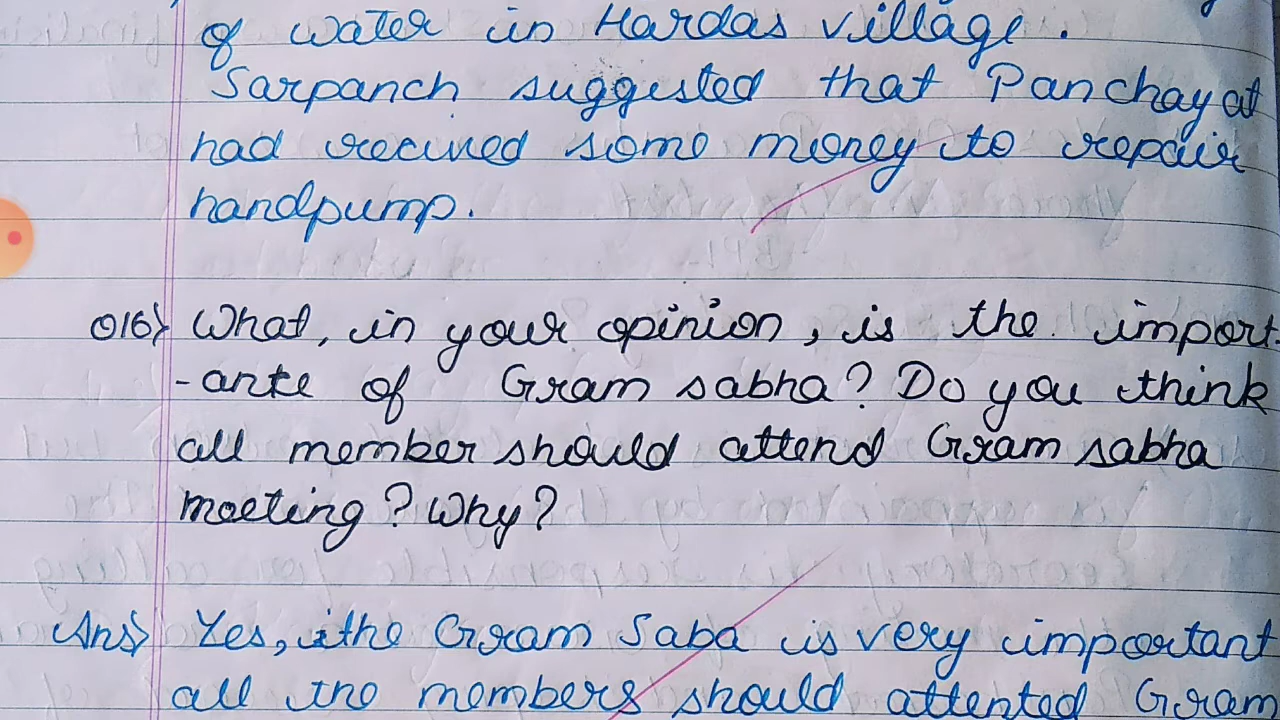 of water in Hardas village.
Sarpanch suggested that Panchayat
had recived some money to repair
handpump.
Q16) What, in your opinion, is the import-
-ante of Gram sabha? Do you think
all member should attend Gram sabha
meeting? Why?
Ans) Yes, the Gram Saba is very important
all the members should attented Gram